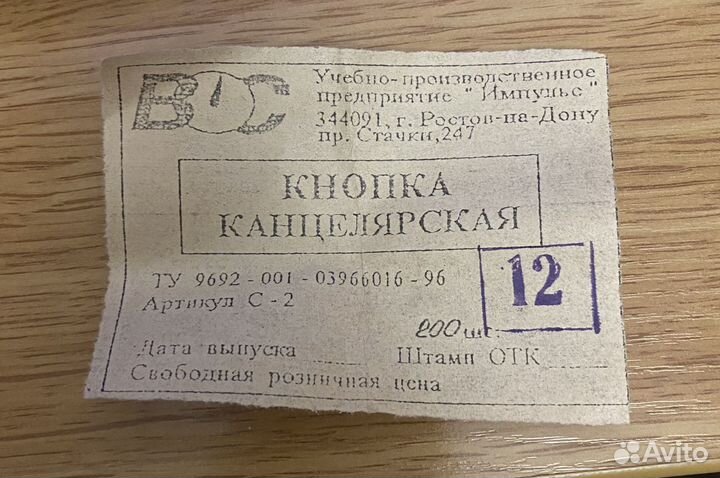 ВОС
Учебно-производственное
предприятие "Импульс"
344091, г. Ростов-на-Дону
пр. Стачки, 247
КНОПКА
КАНЦЕЛЯРСКАЯ
ТУ 9692 - 001 - 03966016 - 96
Артикул С - 2
12
200 шт.
Дата выпуска Штамп ОТК
Свободная розничная цена
Avito